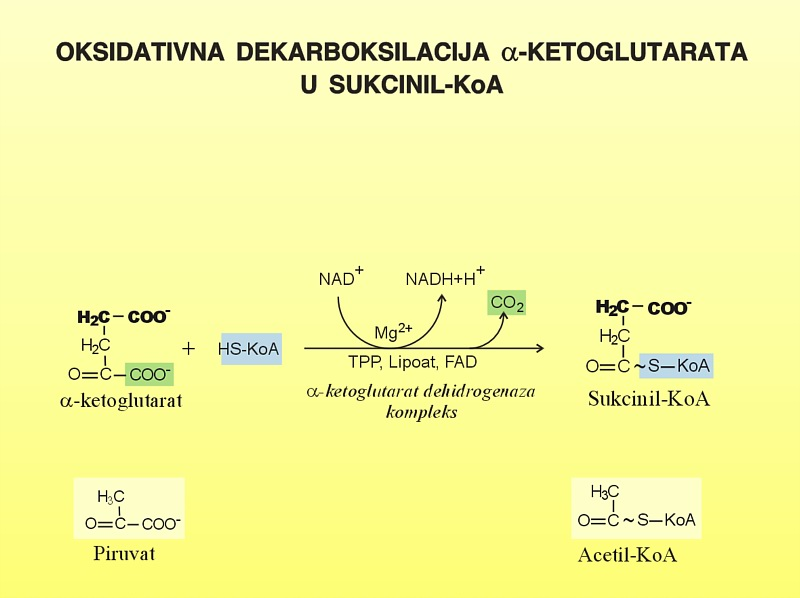 OKSIDATIVNA DEKARBOKSILACIJA α-KETOGLUTARATA
U SUKCINIL-KoA
NAD⁺ NADH+H⁺
CO₂
H₂C – COO⁻
H₂C
O=C–COO⁻
α-ketoglutarat
+ HS-KoA
Mg²⁺
TPP, Lipoat, FAD
α-ketoglutarat dehidrogenaza
kompleks
H₂C – COO⁻
H₂C
O=C~S–KoA
Sukcinil-KoA
H₃C
O=C–COO⁻
Piruvat
H₃C
O=C~S–KoA
Acetil-KoA